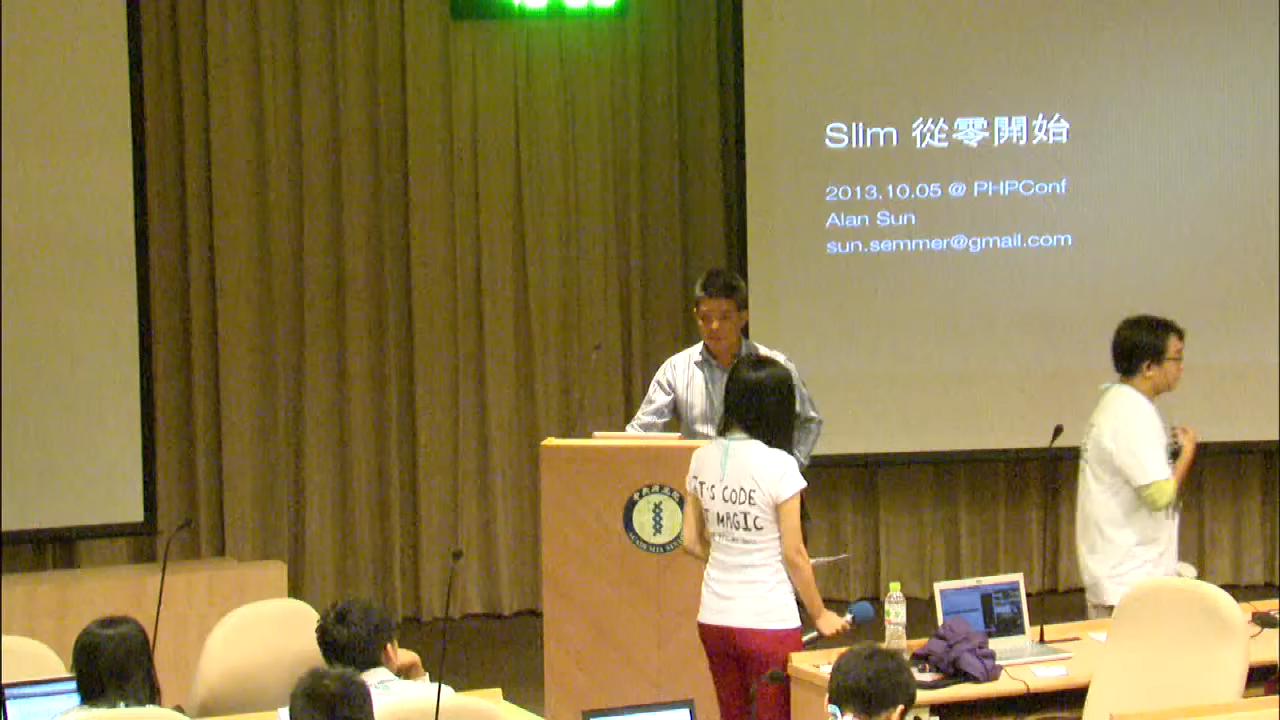 Slim 從零開始
2013.10.05 @ PHPConf
Alan Sun
sun.semmer@gmail.com
CODE
MAGIC